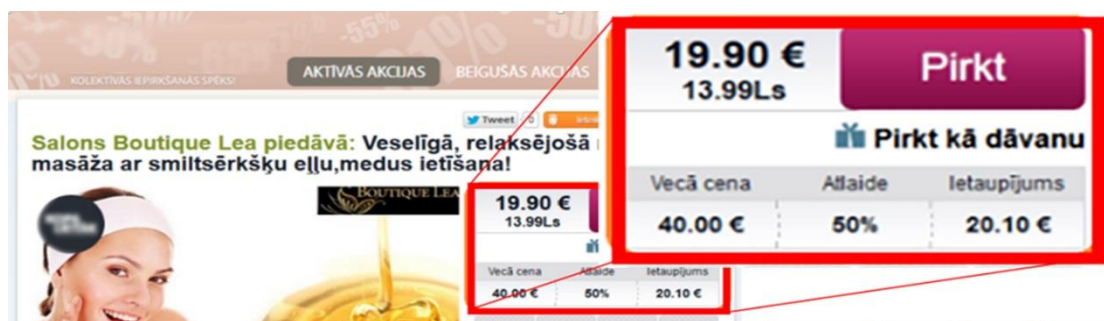 KOLEKTĪVĀS IEPIRKŠANĀS SPĒKS!
AKTĪVĀS AKCIJAS
BEIGUŠĀS AKCIJAS
Tweet 0
Salons Boutique Lea piedāvā: Veselīgā, relaksējošā
masāža ar smiltsērkšķu eļļu,medus ietīšana!
BOUTIQUE LEA
19.90 €
13.99Ls
Vecā cena Atlaide Ietaupījums
40.00 € 50% 20.10 €
19.90 € Pirkt
13.99Ls
Pirkt kā dāvanu
Vecā cena Atlaide Ietaupījums
40.00 € 50% 20.10 €
-50%
-55%